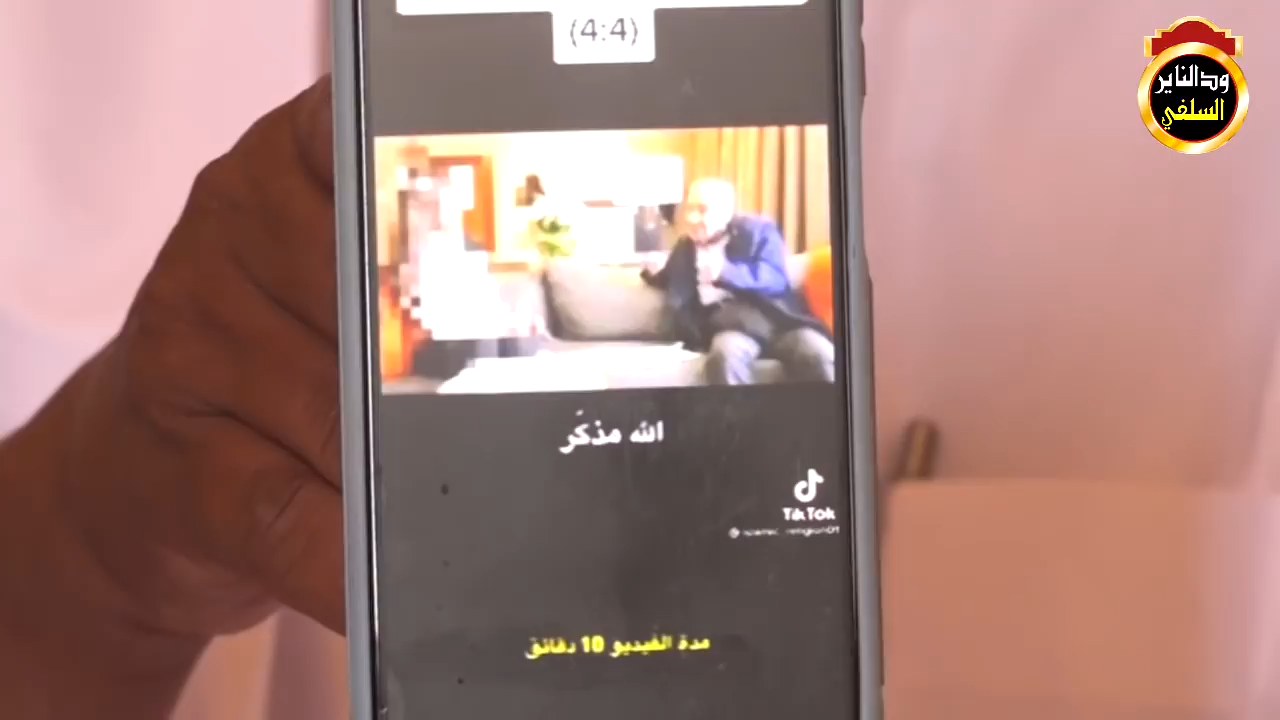 (4:4)
ودالناير
السلفي
الله مذكّر
TikTok
مدة الفيديو 10 دقائق